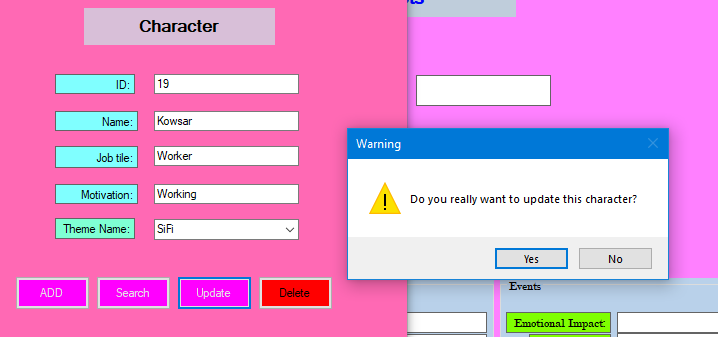 Character
ID:
19
Name:
Kowsar
Job tile:
Worker
Motivation:
Working
Theme Name:
SiFi
ADD
Search
Update
Delete
Warning
Do you really want to update this character?
Yes
No
Events
Emotional Impact: